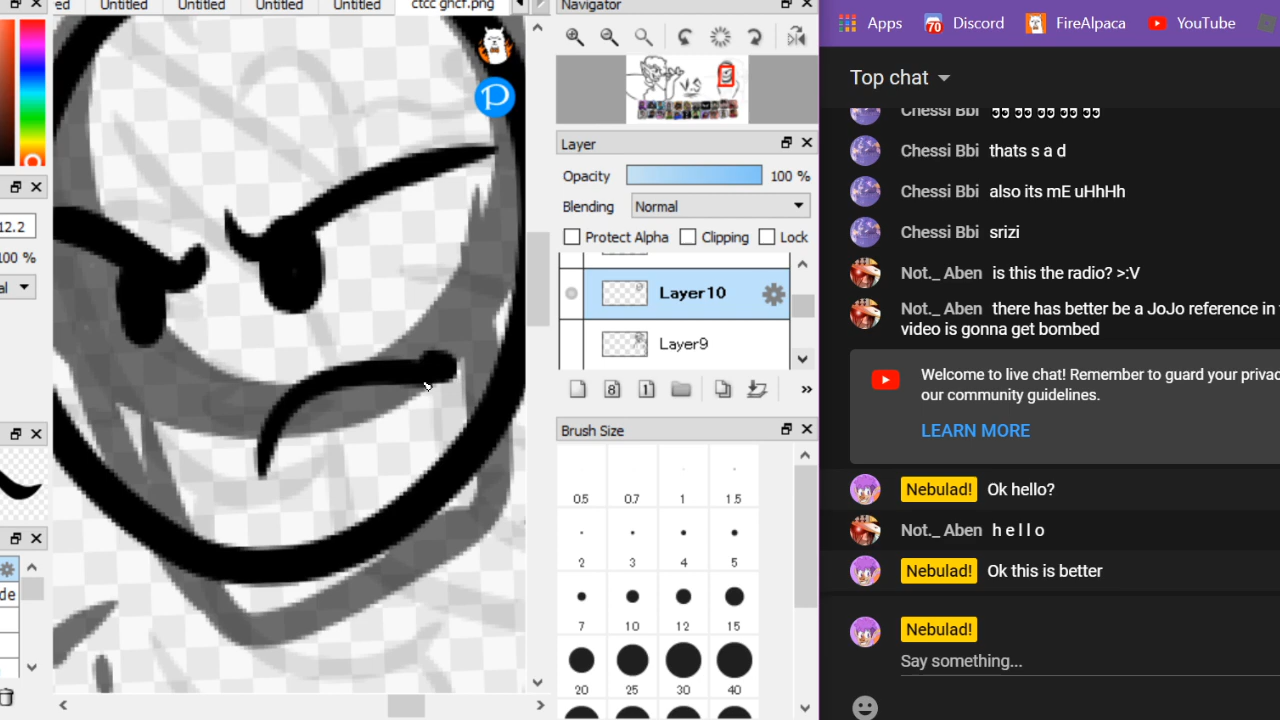 ed Untitled Untitled Untitled Untitled ctcc ghcf.png
Navigator
Apps 70 Discord FireAlpaca YouTube
Top chat
VS
Layer
Opacity 100 %
Blending Normal
Protect Alpha Clipping Lock
Layer10
Layer9
12.2
100 %
al
de
8 1 »
Brush Size
0.5 0.7 1 1.5
2 3 4 5
7 10 12 15
20 25 30 40
Chessi Bbi
Chessi Bbi thats s a d
Chessi Bbi also its mE uHhHh
Chessi Bbi srizi
Not._ Aben is this the radio? >:V
Not._ Aben there has better be a JoJo reference in
video is gonna get bombed
Welcome to live chat! Remember to guard your privac
our community guidelines.
LEARN MORE
Nebulad! Ok hello?
Not._ Aben h e l l o
Nebulad! Ok this is better
Nebulad!
Say something...